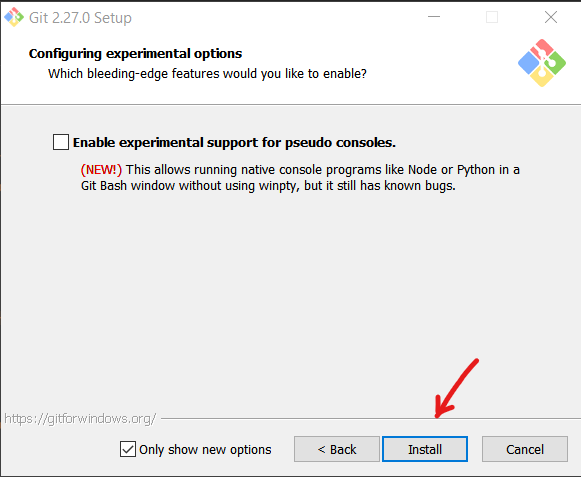 Git 2.27.0 Setup
Configuring experimental options
Which bleeding-edge features would you like to enable?
Enable experimental support for pseudo consoles.
(NEW!) This allows running native console programs like Node or Python in a
Git Bash window without using winpty, but it still has known bugs.
https://gitforwindows.org/
Only show new options
< Back
Install
Cancel